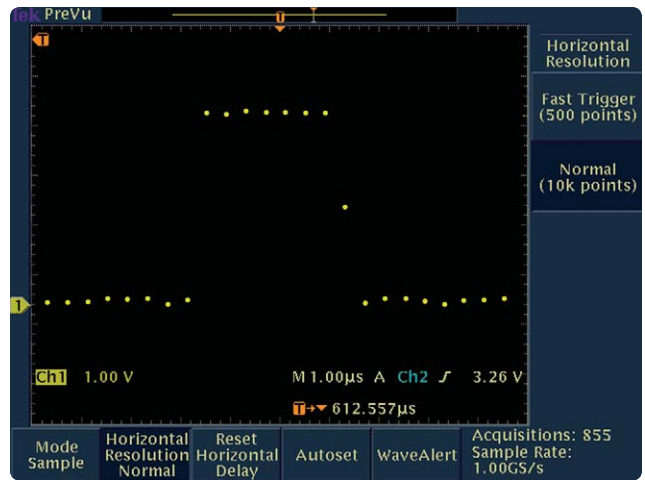 Tek PreVu
T
T
Horizontal
Resolution
Fast Trigger
(500 points)
Normal
(10k points)
1
Ch1 1.00 V M 1.00µs A Ch2 3.26 V
T 612.557µs
Mode
Sample
Horizontal
Resolution
Normal
Reset
Horizontal
Delay
Autoset
WaveAlert
Acquisitions: 855
Sample Rate:
1.00GS/s